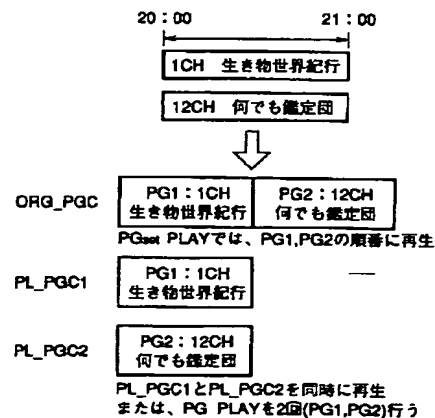 20：00 21：00
1CH 生き物世界紀行
12CH 何でも鑑定団
ORG_PGC
PG1：1CH
生き物世界紀行
PG2：12CH
何でも鑑定団
PGset PLAYでは、PG1,PG2の順番に再生
PL_PGC1
PG1：1CH
生き物世界紀行
PL_PGC2
PG2：12CH
何でも鑑定団
PL_PGC1とPL_PGC2を同時に再生
または、PG PLAYを2回(PG1,PG2)行う